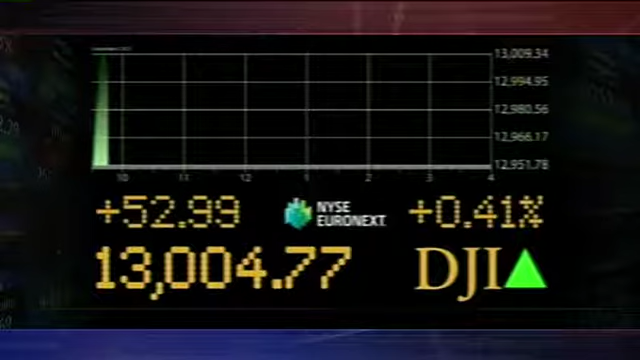 13,009.34
12,994.95
12,980.56
12,966.17
12,951.78
10 11 12 1 2 3 4
+52.99 NYSE EURONEXT +0.41%
13,004.77 DJI